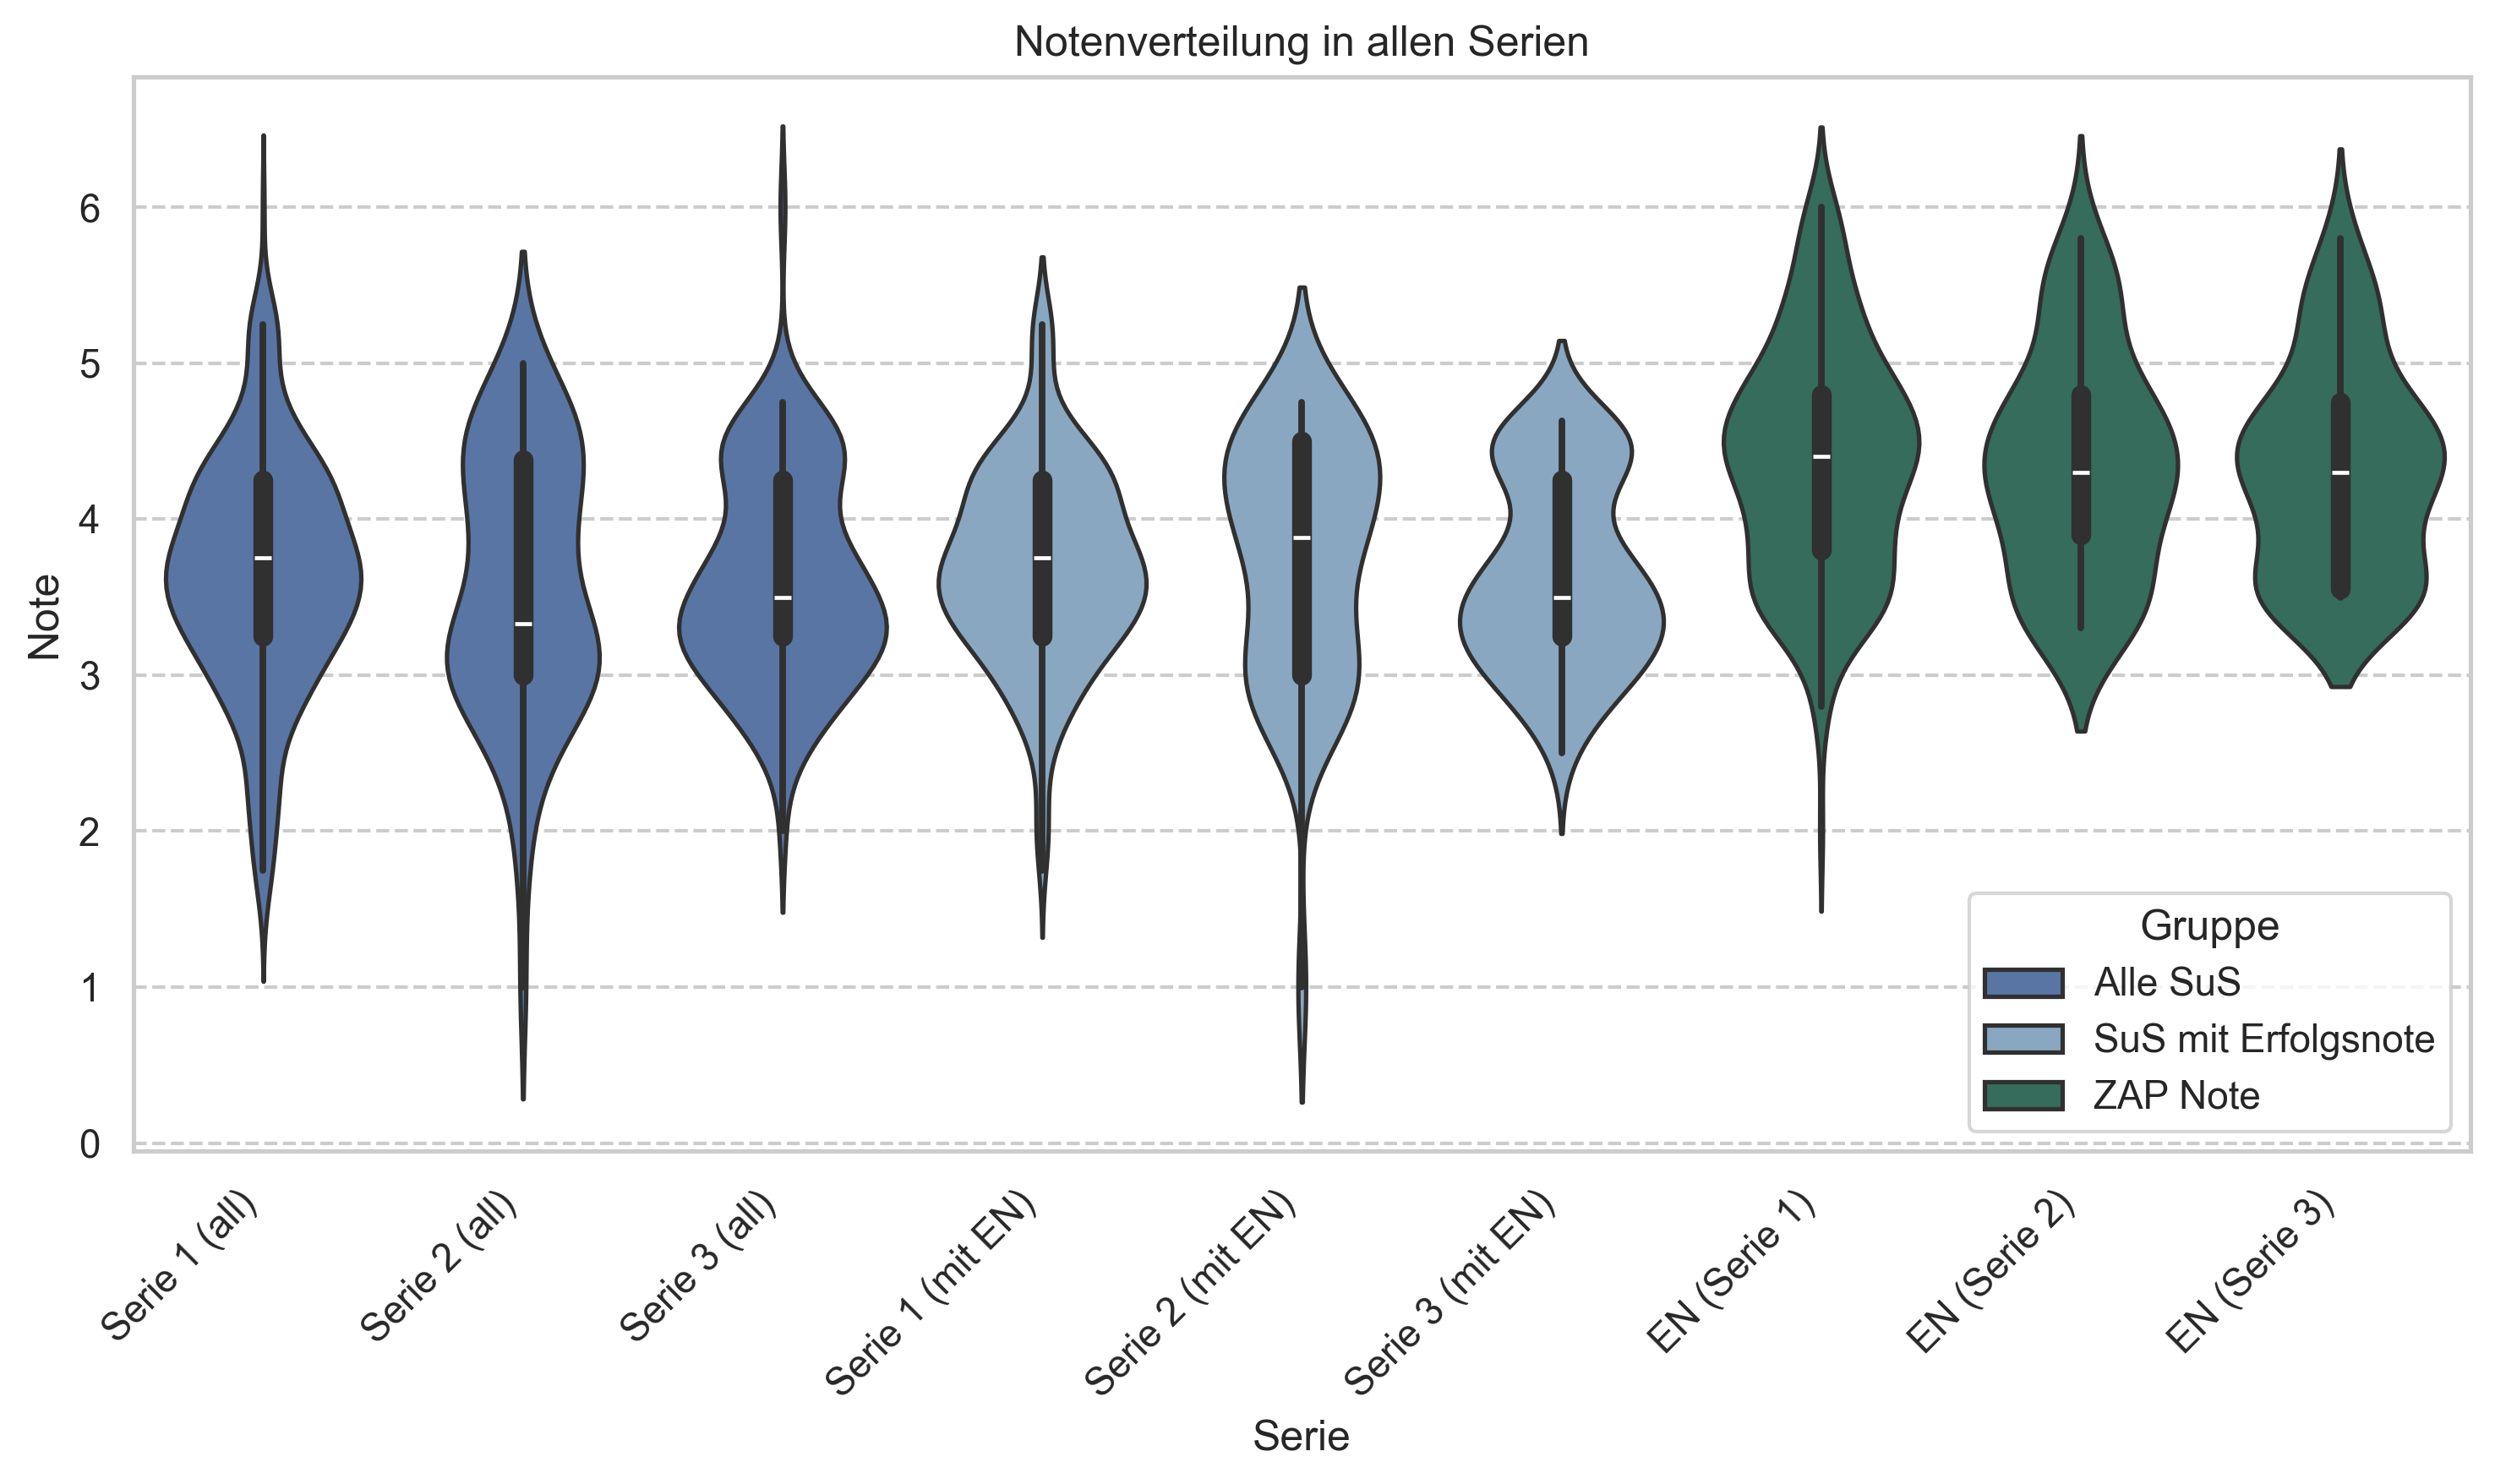 Notenverteilung in allen Serien
Note
6
5
4
3
2
1
0
Gruppe
Alle SuS
SuS mit Erfolgsnote
ZAP Note
Serie 1 (all)
Serie 2 (all)
Serie 3 (all)
Serie 1 (mit EN)
Serie 2 (mit EN)
Serie 3 (mit EN)
EN (Serie 1)
EN (Serie 2)
EN (Serie 3)
Serie